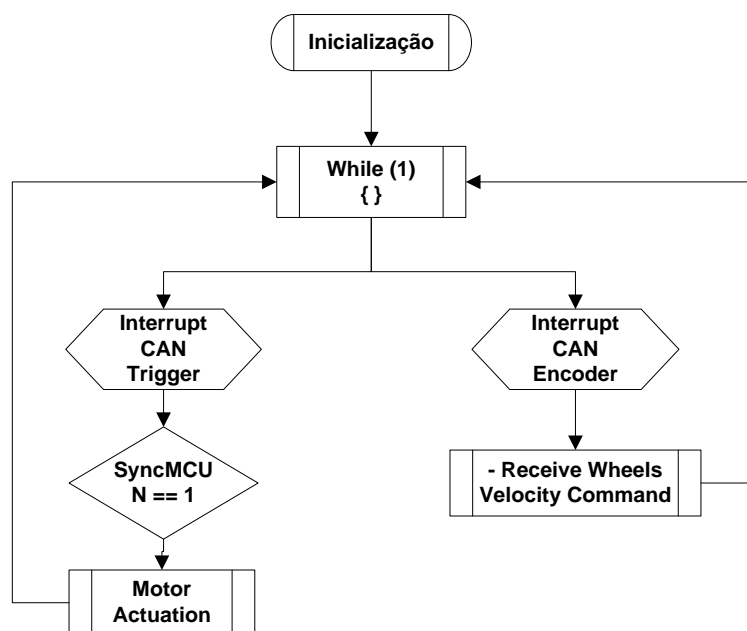 Inicialização
While (1)
{ }
Interrupt
CAN
Trigger
Interrupt
CAN
Encoder
SyncMCU
N == 1
- Receive Wheels
Velocity Command
Motor
Actuation